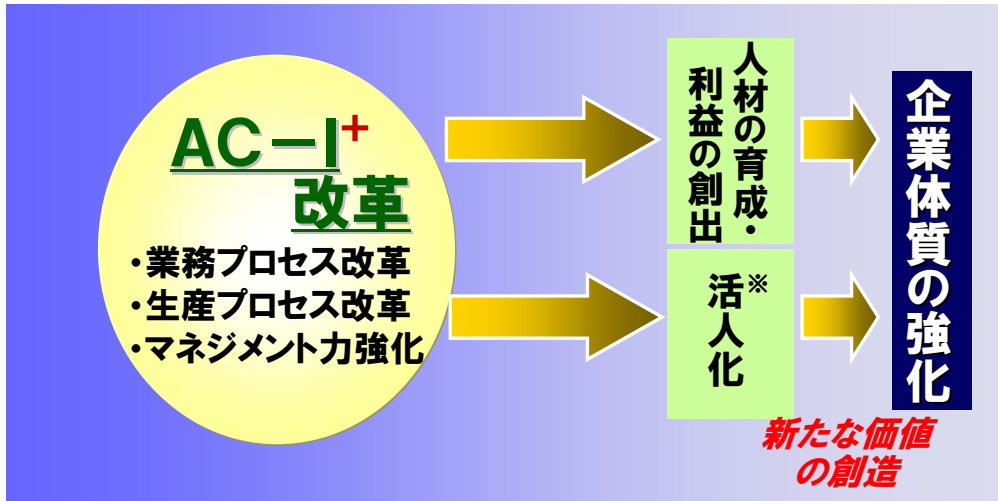 AC－I+
改革
・業務プロセス改革
・生産プロセス改革
・マネジメント力強化
人材の育成・
利益の創出
活人化※
企業体質の強化
新たな価値
の創造